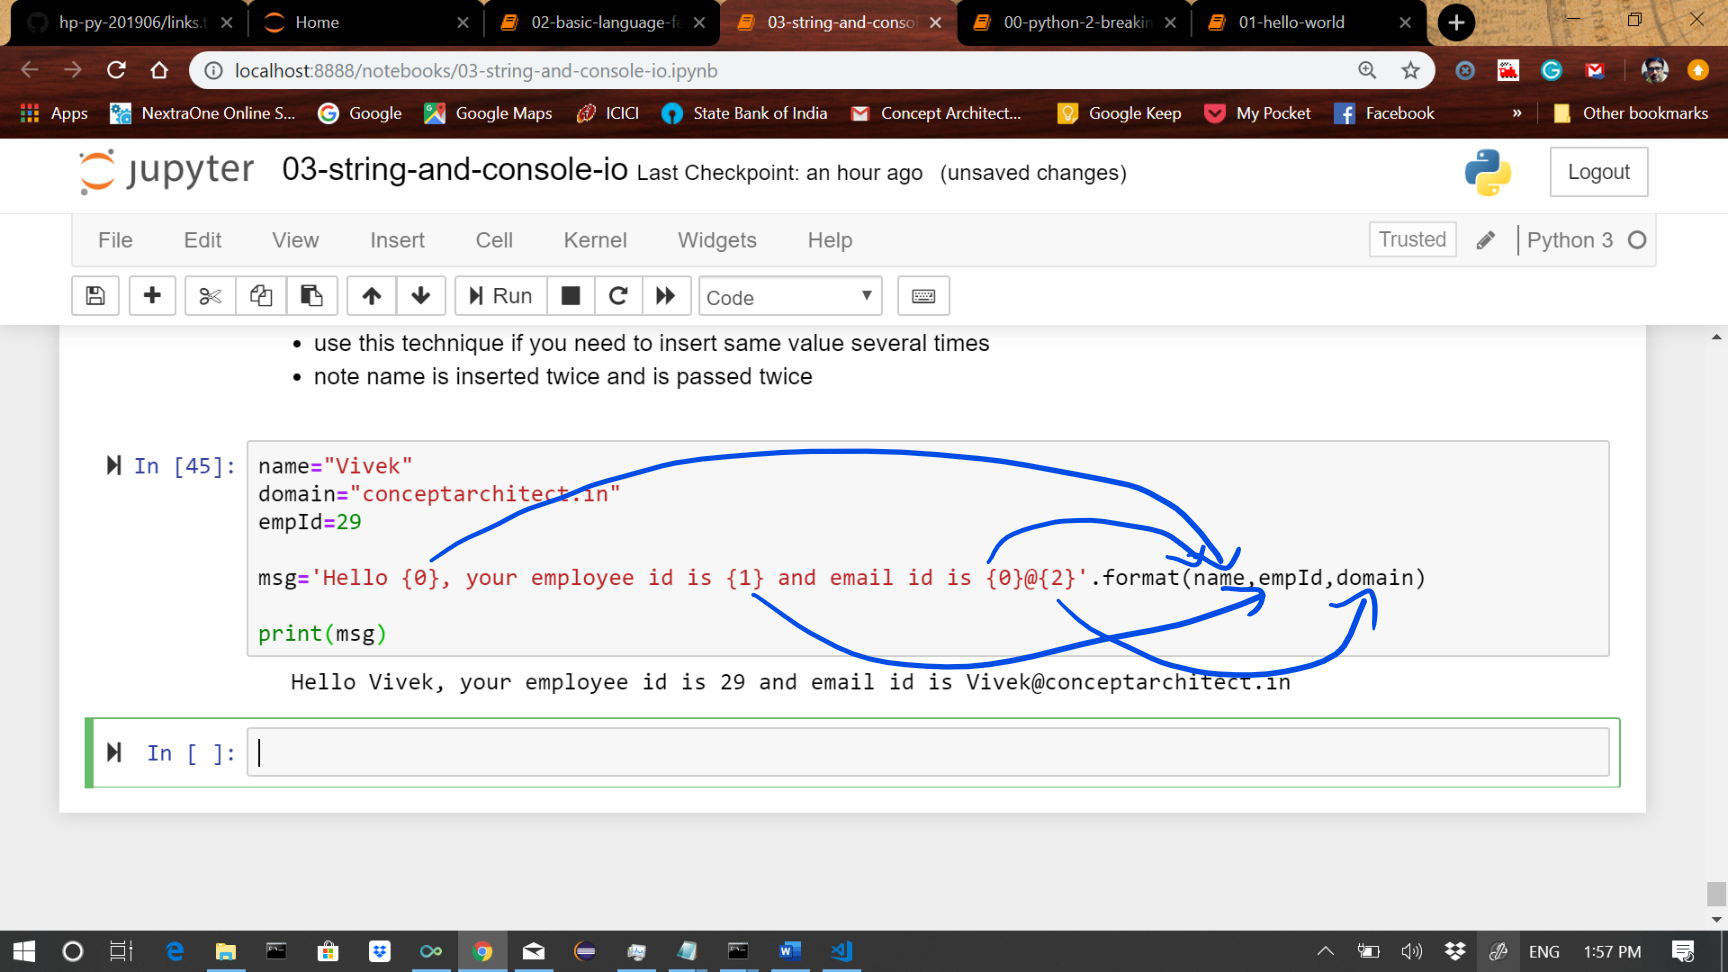 hp-py-201906/links.t
Home
02-basic-language-fe
03-string-and-consol
00-python-2-breakin
01-hello-world
localhost:8888/notebooks/03-string-and-console-io.ipynb
Apps
NextraOne Online S...
Google
Google Maps
ICICI
State Bank of India
Concept Architect...
Google Keep
My Pocket
Facebook
»
Other bookmarks
jupyter 03-string-and-console-io Last Checkpoint: an hour ago (unsaved changes)
Logout
File Edit View Insert Cell Kernel Widgets Help
Trusted
Python 3
Run
Code
• use this technique if you need to insert same value several times
• note name is inserted twice and is passed twice
In [45]:
name="Vivek"
domain="conceptarchitect.in"
empId=29
msg='Hello {0}, your employee id is {1} and email id is {0}@{2}'.format(name,empId,domain)
print(msg)
Hello Vivek, your employee id is 29 and email id is Vivek@conceptarchitect.in
In [ ]:
ENG
1:57 PM